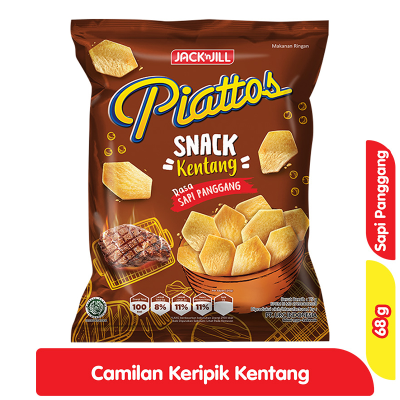 Makanan Ringan
JACK'nJILL
Piattos
SNACK
Kentang
Rasa
SAPI PANGGANG
100 8% 11% 11%
Sapi Panggang
68 g
Camilan Keripik Kentang